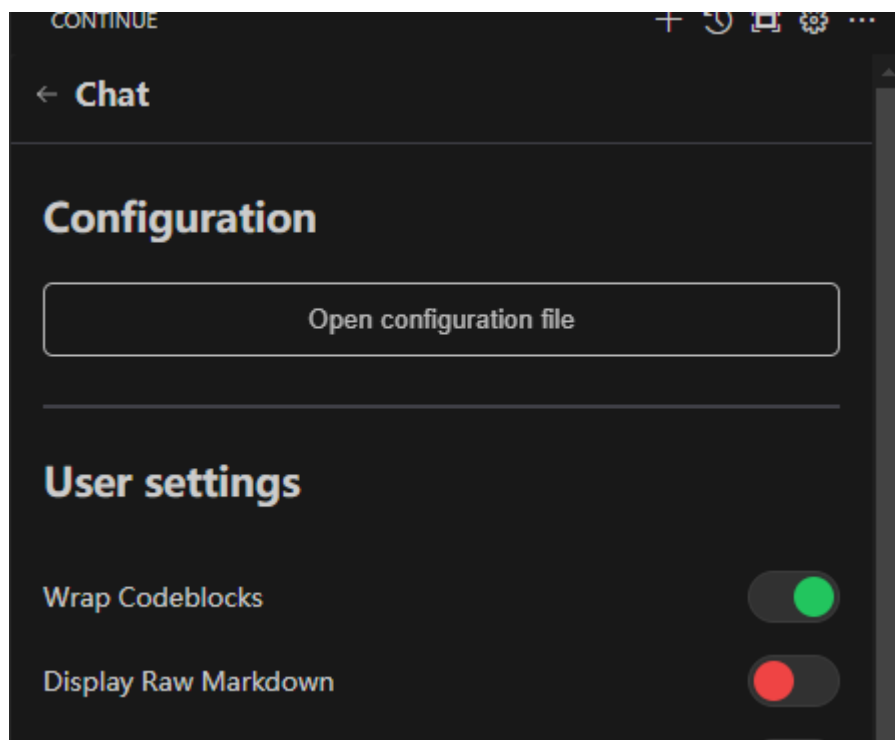 CONTINUE
Chat
Configuration
Open configuration file
User settings
Wrap Codeblocks
Display Raw Markdown